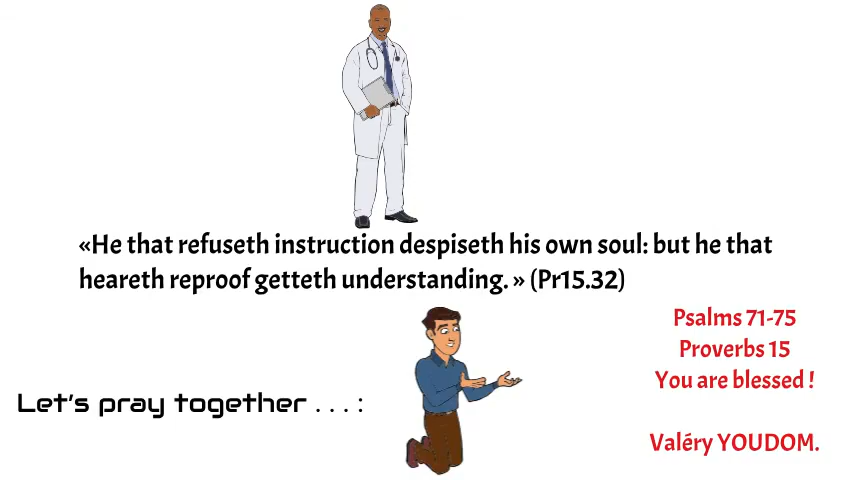 «He that refuseth instruction despiseth his own soul: but he that
heareth reproof getteth understanding. » (Pr15.32)
Psalms 71-75
Proverbs 15
You are blessed !
Let's pray together . . . :
Valéry YOUDOM.